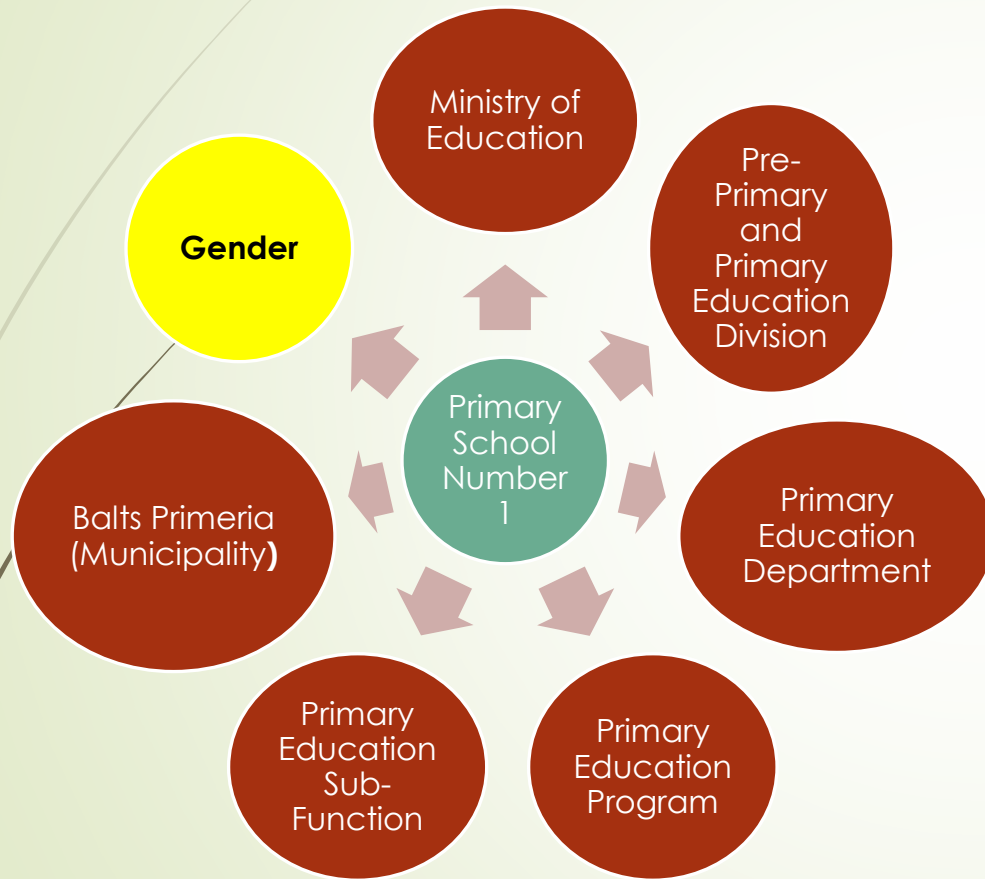 Ministry of
Education
Pre-
Primary
and
Primary
Education
Division
Primary
Education
Department
Primary
Education
Program
Primary
Education
Sub-
Function
Balts Primeria
(Municipality)
Gender
Primary
School
Number
1